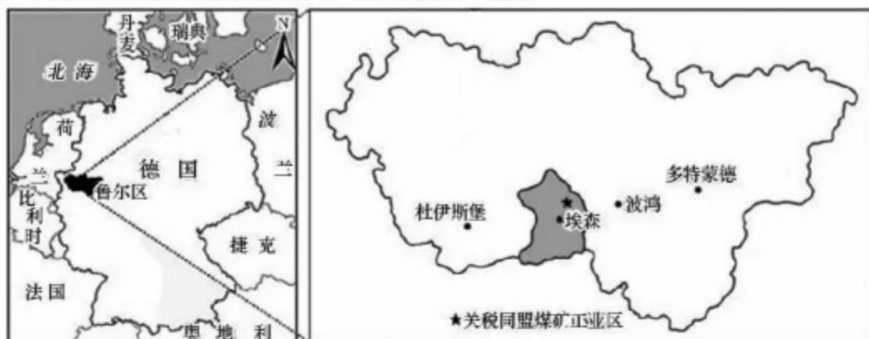 丹麦
瑞典
N
北海
荷兰
波兰
德国
鲁尔区
比利时
捷克
法国
奥地利
多特蒙德
杜伊斯堡
波鸿
埃森
★关税同盟煤矿工业区